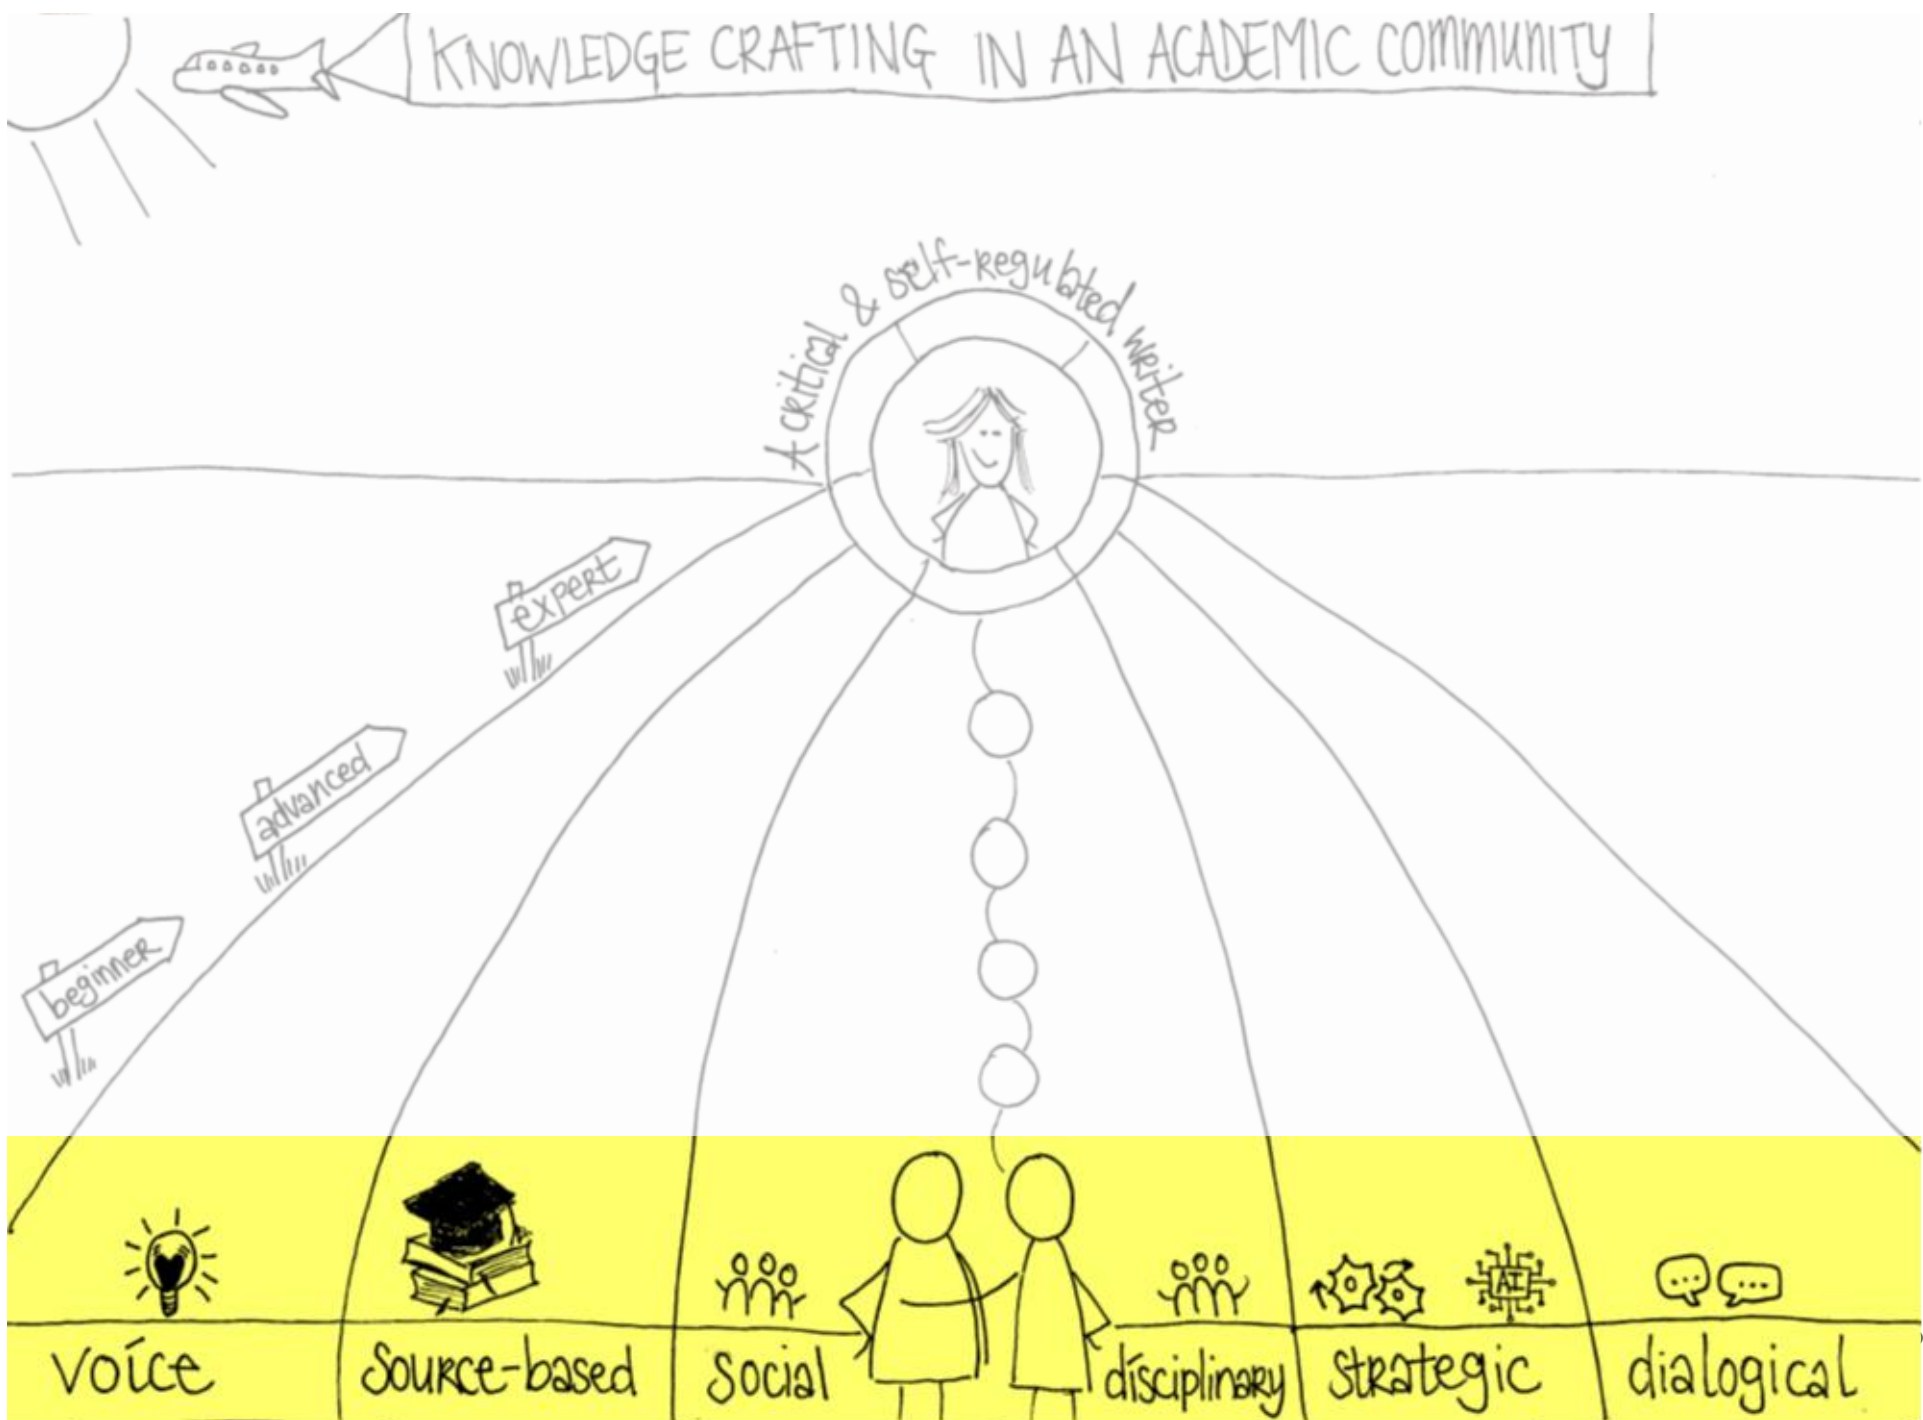 KNOWLEDGE CRAFTING IN AN ACADEMIC COMMUNITY
A critical & self-regulated writer
expert
advanced
beginner
AI
voice
source-based
social
disciplinary
strategic
dialogical